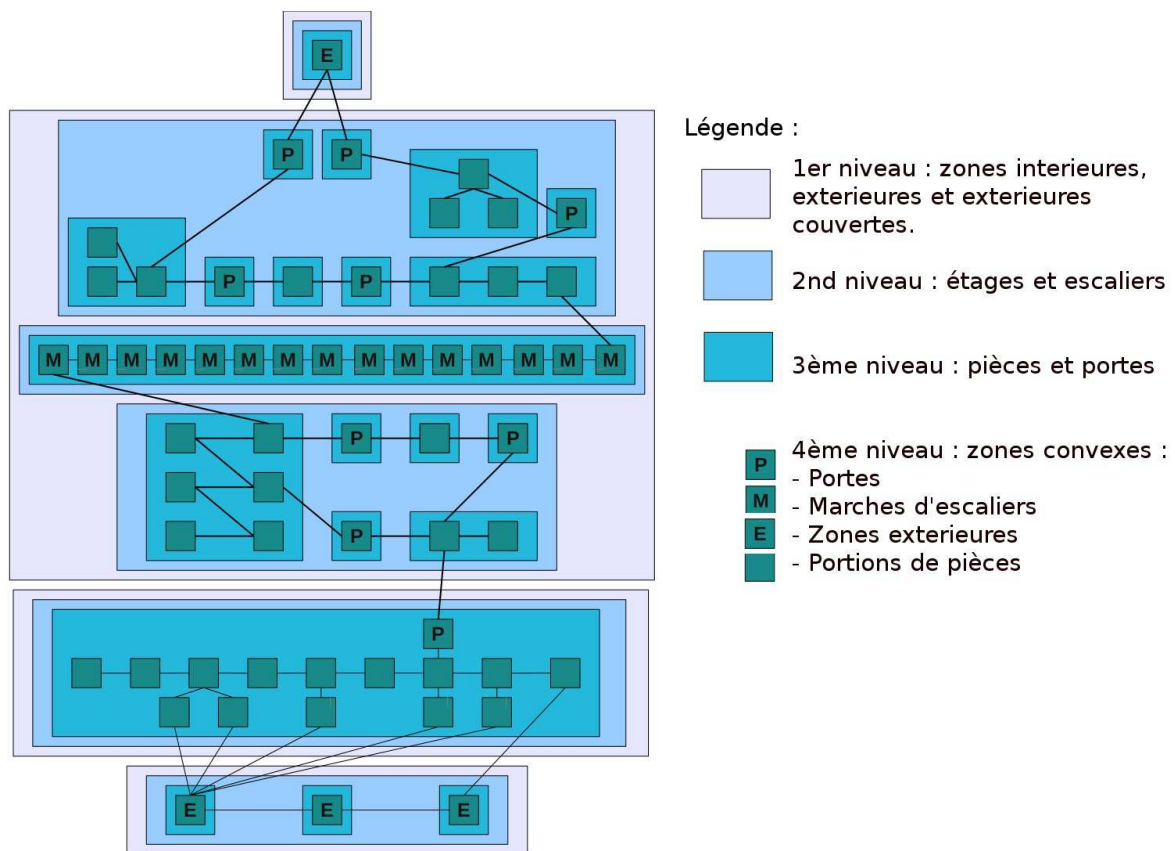 E
P P
P
P P
M M M M M M M M M M M M M M M
P P
P
P
E E E
Légende :
1er niveau : zones interieures,
exterieures et exterieures
couvertes.
2nd niveau : étages et escaliers
3ème niveau : pièces et portes
4ème niveau : zones convexes :
P - Portes
M - Marches d'escaliers
E - Zones exterieures
- Portions de pièces